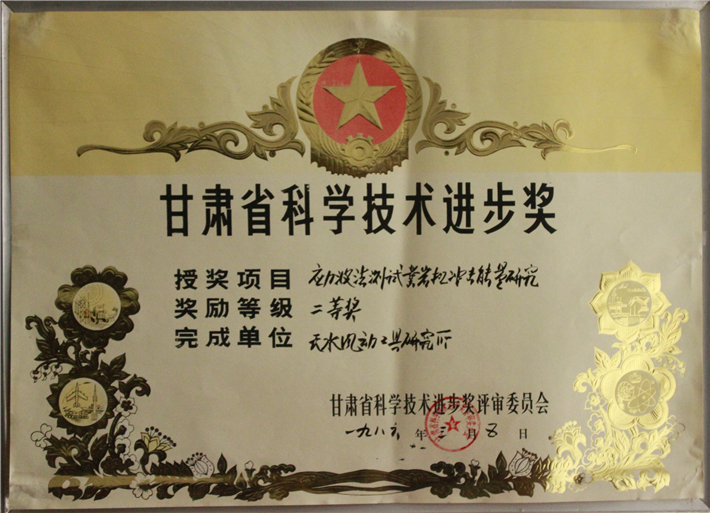 甘肃省科学技术进步奖
授奖项目 应力波法测试凿岩机冲击能量研究
奖励等级 二等奖
完成单位 天水风动工具研究所
甘肃省科学技术进步奖评审委员会
一九八六年三月五日